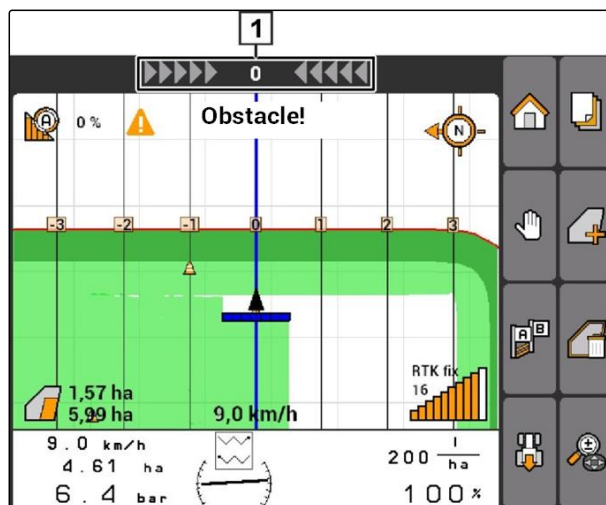 1
0
0 %
Obstacle!
N
-3 -2 -1 0 1 2 3
A B
RTK fix
16
1,57 ha
5,99 ha
9,0 km/h
9.0 km/h
4.61 ha
6.4 bar
200 l/ha
100 %